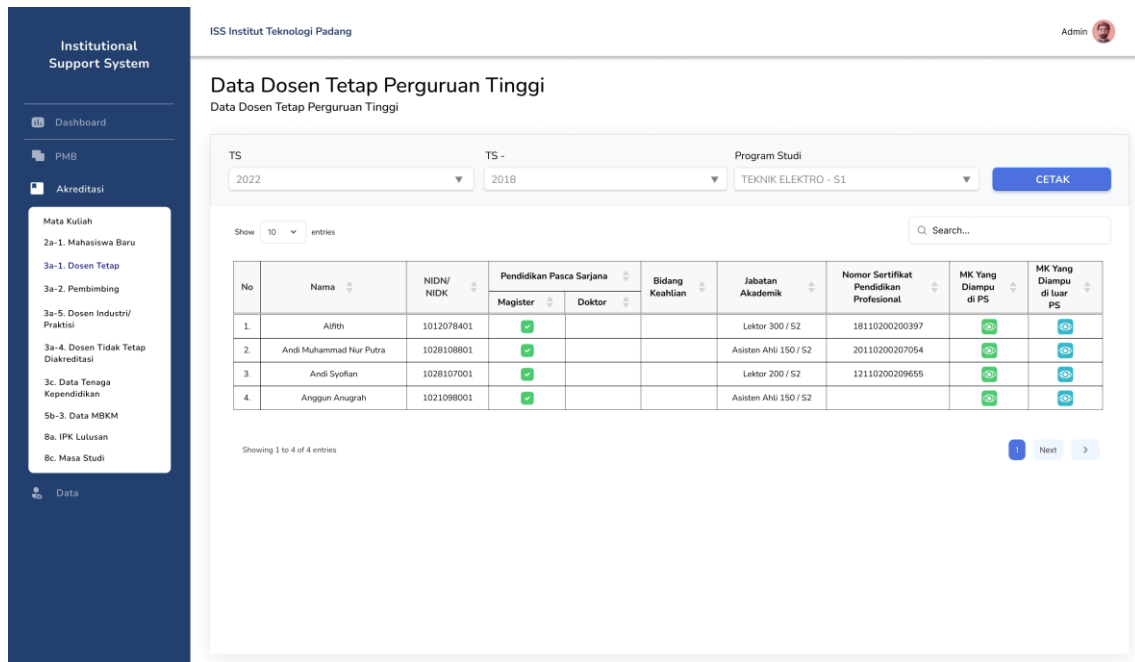 Institutional
Support System
Dashboard
PMB
Akreditasi
Mata Kuliah
2a-1. Mahasiswa Baru
3a-1. Dosen Tetap
3a-2. Pembimbing
3a-5. Dosen Industri/
Praktisi
3a-4. Dosen Tidak Tetap
Diakreditasi
3c. Data Tenaga
Kependidikan
5b-3. Data MBKM
8a. IPK Lulusan
8c. Masa Studi
Data
ISS Institut Teknologi Padang
Admin
Data Dosen Tetap Perguruan Tinggi
Data Dosen Tetap Perguruan Tinggi
TS TS - Program Studi
2022 2018 TEKNIK ELEKTRO - S1 CETAK
Show 10 entries
Search...
No Nama NIDN/ NIDK Pendidikan Pasca Sarjana Bidang Keahlian Jabatan Akademik Nomor Sertifikat Pendidikan Profesional MK Yang Diampu di PS MK Yang Diampu di luar PS
Magister Doktor
1. Alfith 1012078401 Lektor 300 / S2 18110200200397
2. Andi Muhammad Nur Putra 1028108801 Asisten Ahli 150 / S2 20110200207054
3. Andi Syofian 1028107001 Lektor 200 / S2 12110200209655
4. Anggun Anugrah 1021098001 Asisten Ahli 150 / S2
Showing 1 to 4 of 4 entries
1 Next >